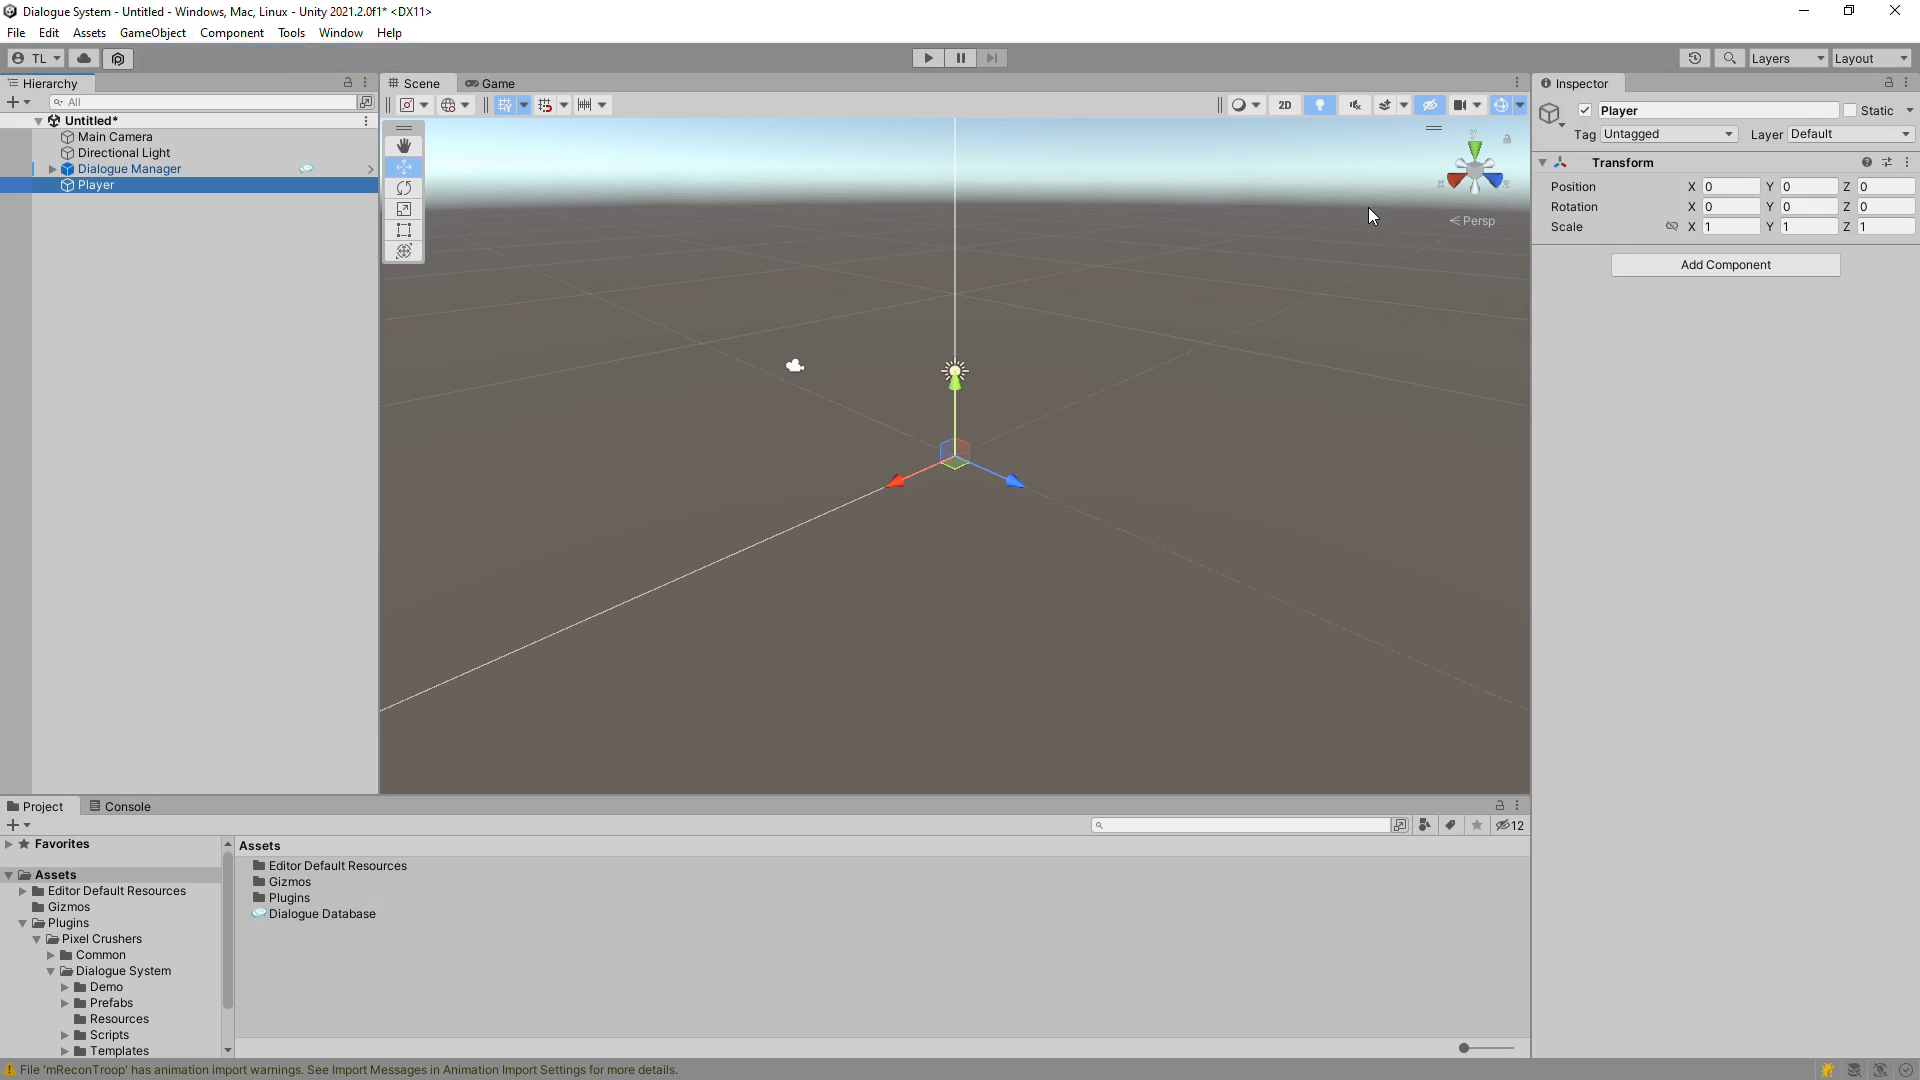 Dialogue System - Untitled - Windows, Mac, Linux - Unity 2021.2.0f1* <DX11>
File Edit Assets GameObject Component Tools Window Help
TL Layers Layout
Hierarchy Scene Game Inspector
All 2D Player Static
Untitled*
Main Camera
Tag Untagged Layer Default
Directional Light
Dialogue Manager
Transform
Player
Position X 0 Y 0 Z 0
Rotation X 0 Y 0 Z 0
Scale X 1 Y 1 Z 1
y
x z
Persp
Add Component
Project Console
12
Favorites
Assets
Editor Default Resources
Gizmos
Plugins
Pixel Crushers
Common
Dialogue System
Demo
Prefabs
Resources
Scripts
Templates
Assets
Editor Default Resources
Gizmos
Plugins
Dialogue Database
File 'mReconTroop' has animation import warnings. See Import Messages in Animation Import Settings for more details.